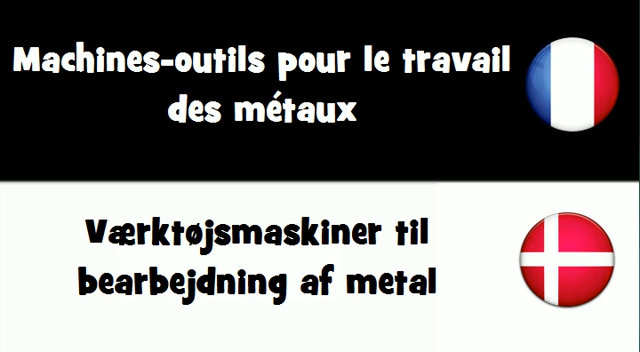 Machines-outils pour le travail
des métaux
Værktøjsmaskiner til
bearbejdning af metal